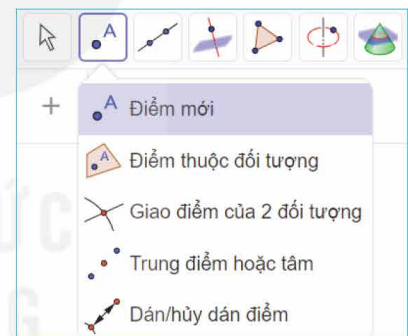 A
A Điểm mới
A Điểm thuộc đối tượng
Giao điểm của 2 đối tượng
Trung điểm hoặc tâm
Dán/hủy dán điểm
ỨC
G